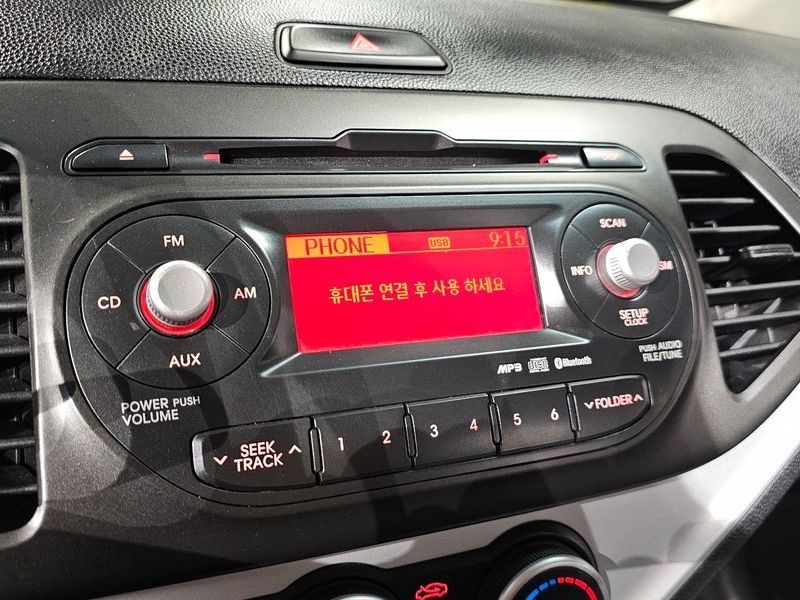 PHONE USB 9:15
휴대폰 연결 후 사용 하세요
FM
CD
AM
AUX
POWER PUSH
VOLUME
SCAN
INFO
SETUP
CLOCK
PUSH AUDIO
FILE/TUNE
MP3
Bluetooth
SEEK
TRACK
1 2
3 4
5 6
FOLDER